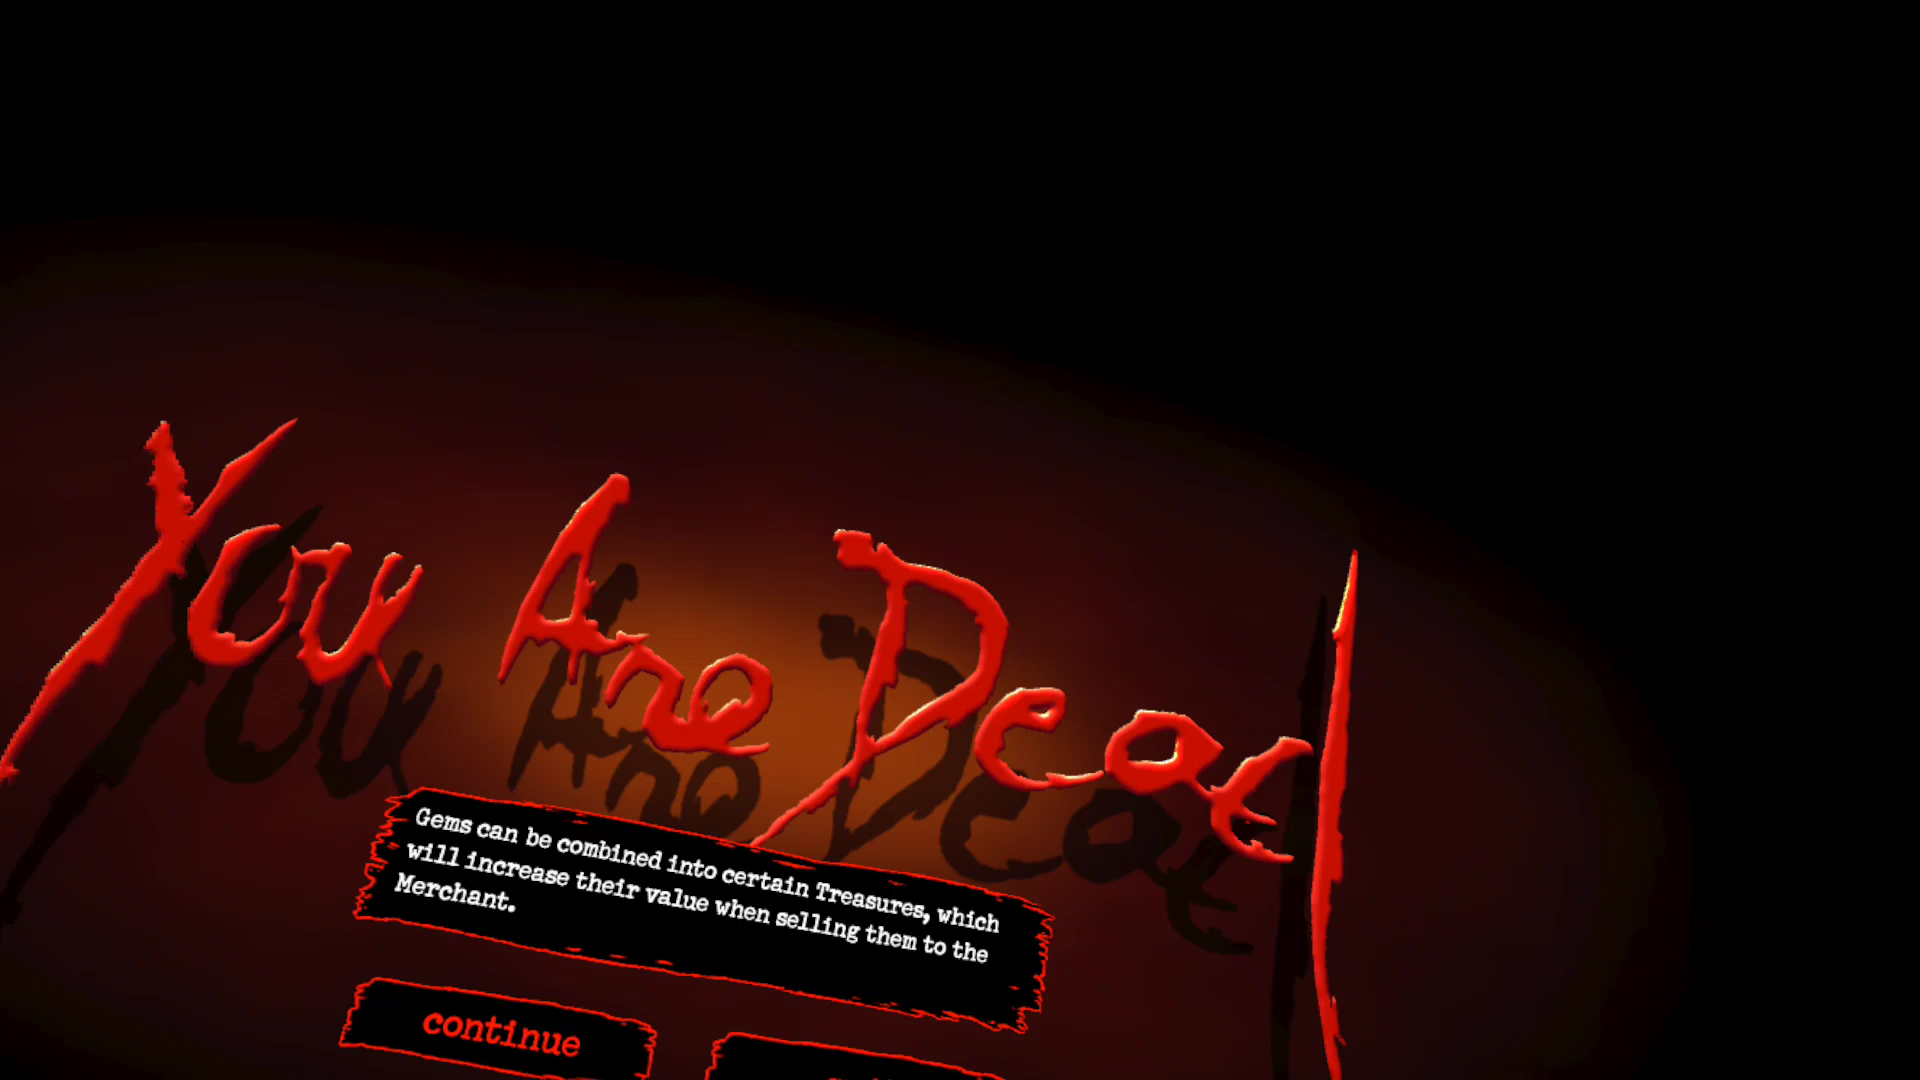 You Are Dead
Gems can be combined into certain Treasures, which
will increase their value when selling them to the
Merchant.
continue